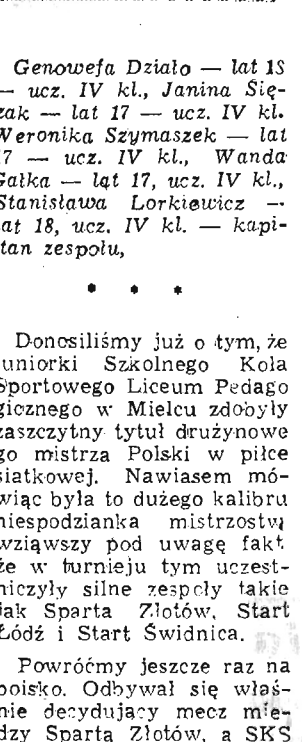 Genowefa Działo — lat 18
— ucz. IV kl., Janina Się-
zak — lat 17 — ucz. IV kl.
Weronika Szymaszek — lat
17 — ucz. IV kl., Wanda
Gałka — lat 17, ucz. IV kl.,
Stanisława Lorkiewicz —
lat 18, ucz. IV kl. — kapi-
tan zespołu,
* * *
Donosiliśmy już o tym, że
juniorki Szkolnego Koła
Sportowego Liceum Pedago
gicznego w Mielcu zdobyły
zaszczytny tytuł drużynowe
go mistrza Polski w piłce
siatkowej. Nawiasem mó-
wiąc była to dużego kalibru
niespodzianka mistrzostw
wziąwszy pod uwagę fakt
że w turnieju tym uczest-
niczyły silne zespoły takie
jak Sparta Złotów, Start
Łódź i Start Świdnica.
Powróćmy jeszcze raz na
boisko. Odbywał się właś-
nie decydujący mecz mie-
dzy Spartą Złotów, a SKS